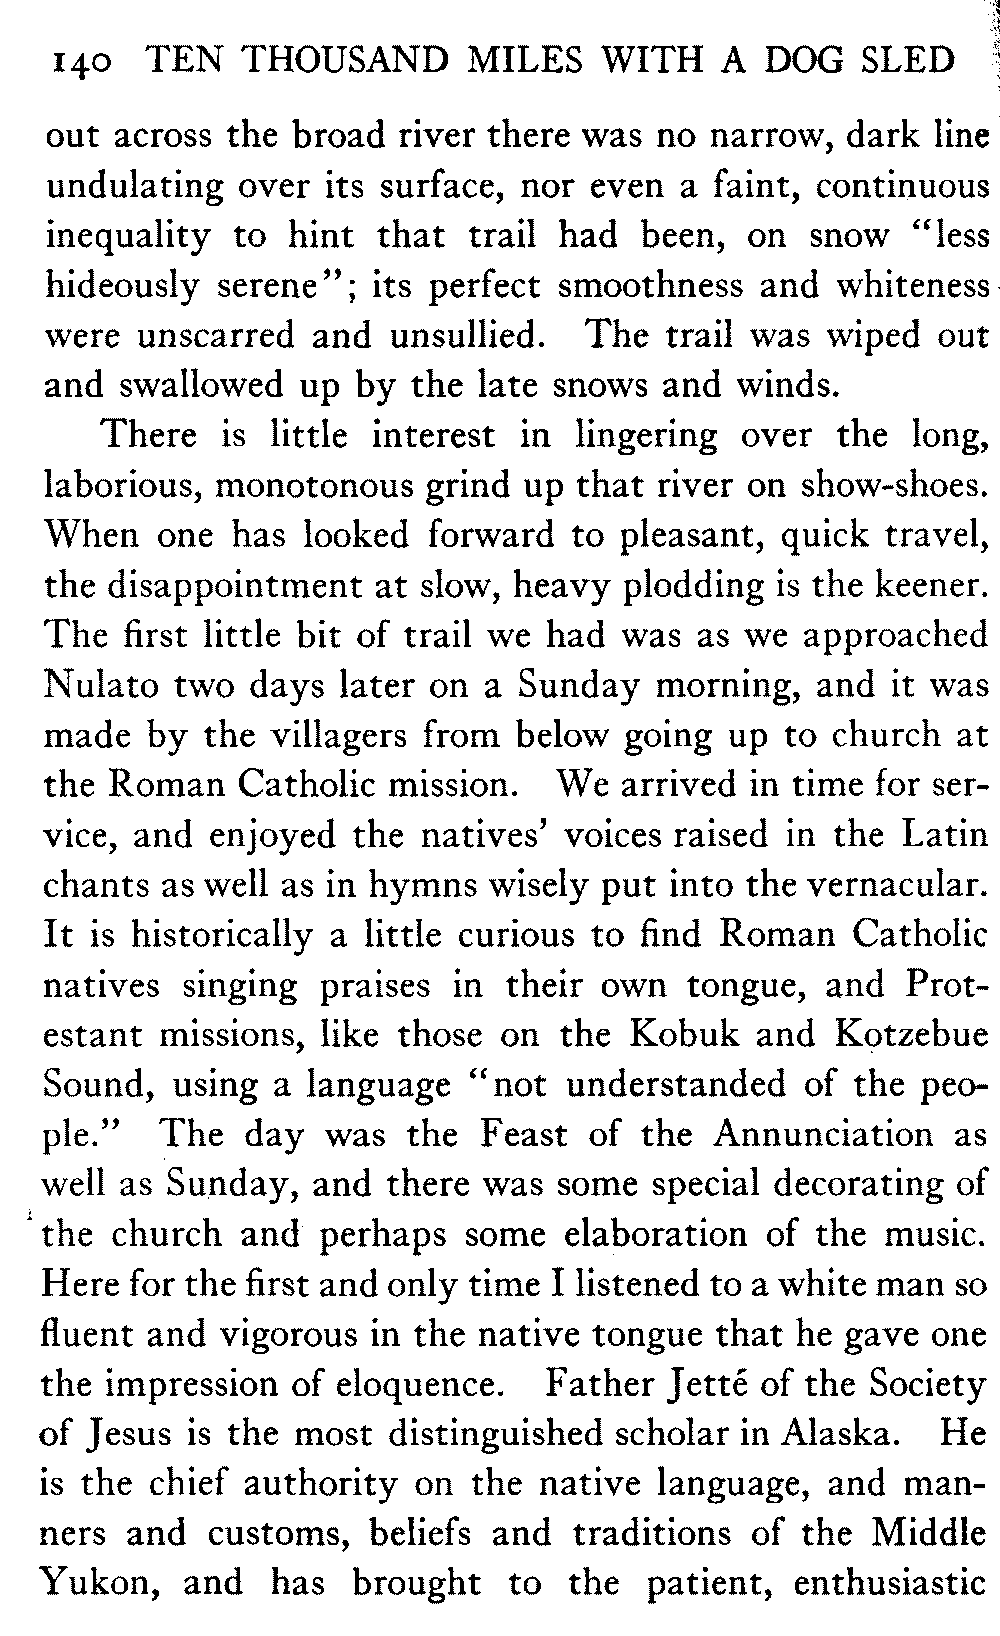 140 TEN THOUSAND MILES WITH A DOG SLED
out across the broad river there was no narrow, dark line
undulating over its surface, nor even a faint, continuous
inequality to hint that trail had been, on snow "less
hideously serene"; its perfect smoothness and whiteness
were unscarred and unsullied. The trail was wiped out
and swallowed up by the late snows and winds.
There is little interest in lingering over the long,
laborious, monotonous grind up that river on show-shoes.
When one has looked forward to pleasant, quick travel,
the disappointment at slow, heavy plodding is the keener.
The first little bit of trail we had was as we approached
Nulato two days later on a Sunday morning, and it was
made by the villagers from below going up to church at
the Roman Catholic mission. We arrived in time for ser-
vice, and enjoyed the natives' voices raised in the Latin
chants as well as in hymns wisely put into the vernacular.
It is historically a little curious to find Roman Catholic
natives singing praises in their own tongue, and Prot-
estant missions, like those on the Kobuk and Kotzebue
Sound, using a language "not understanded of the peo-
ple." The day was the Feast of the Annunciation as
well as Sunday, and there was some special decorating of
the church and perhaps some elaboration of the music.
Here for the first and only time I listened to a white man so
fluent and vigorous in the native tongue that he gave one
the impression of eloquence. Father Jetté of the Society
of Jesus is the most distinguished scholar in Alaska. He
is the chief authority on the native language, and man-
ners and customs, beliefs and traditions of the Middle
Yukon, and has brought to the patient, enthusiastic